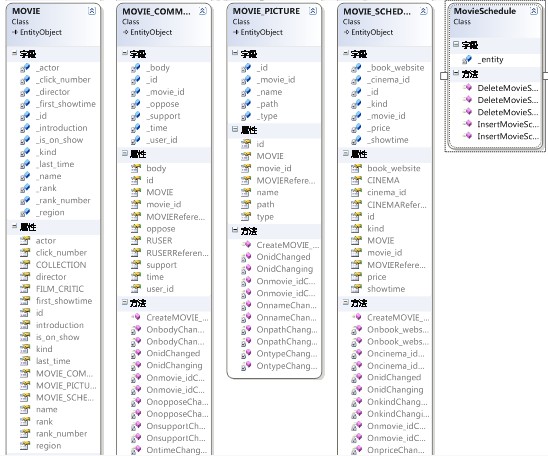 MOVIE
Class
EntityObject
字段
_actor
_click_number
_director
_first_showtime
_id
_introduction
_is_on_show
_kind
_last_time
_name
_rank
_rank_number
_region
属性
actor
click_number
COLLECTION
director
FILM_CRITIC
first_showtime
id
introduction
is_on_show
kind
last_time
MOVIE_COM...
MOVIE_PICTU...
MOVIE_SCHE...
name
rank
rank_number
region
MOVIE_COMM...
Class
EntityObject
字段
_body
_id
_movie_id
_oppose
_support
_time
_user_id
属性
body
id
MOVIE
movie_id
MOVIERefere...
oppose
RUSER
RUSERReferen...
support
time
user_id
方法
CreateMOVIE_...
OnbodyChan...
OnbodyChan...
OnidChanged
OnidChanging
Onmovie_idC...
Onmovie_idC...
OnopposeCha...
OnopposeCha...
OnsupportCh...
OnsupportCh...
OntimeChang...
MOVIE_PICTURE
Class
EntityObject
字段
_id
_movie_id
_name
_path
_type
属性
id
MOVIE
movie_id
MOVIERefere...
name
path
type
方法
CreateMOVIE_...
OnidChanged
OnidChanging
Onmovie_idC...
Onmovie_idC...
OnnameChan...
OnnameChan...
OnpathChang...
OnpathChang...
OntypeChang...
OntypeChang...
MOVIE_SCHED...
Class
EntityObject
字段
_book_website
_cinema_id
_id
_kind
_movie_id
_price
_showtime
属性
book_website
CINEMA
cinema_id
CINEMARefer...
id
kind
MOVIE
movie_id
MOVIERefere...
price
showtime
方法
CreateMOVIE_...
Onbook_webs...
Onbook_webs...
Oncinema_id...
Oncinema_id...
OnidChanged
OnidChanging
OnkindChang...
OnkindChangi...
Onmovie_idC...
Onmovie_idC...
OnpriceChan...
MovieSchedule
Class
字段
_entity
方法
DeleteMovieS...
DeleteMovieS...
DeleteMovieS...
InsertMovieSc...
InsertMovieSc...